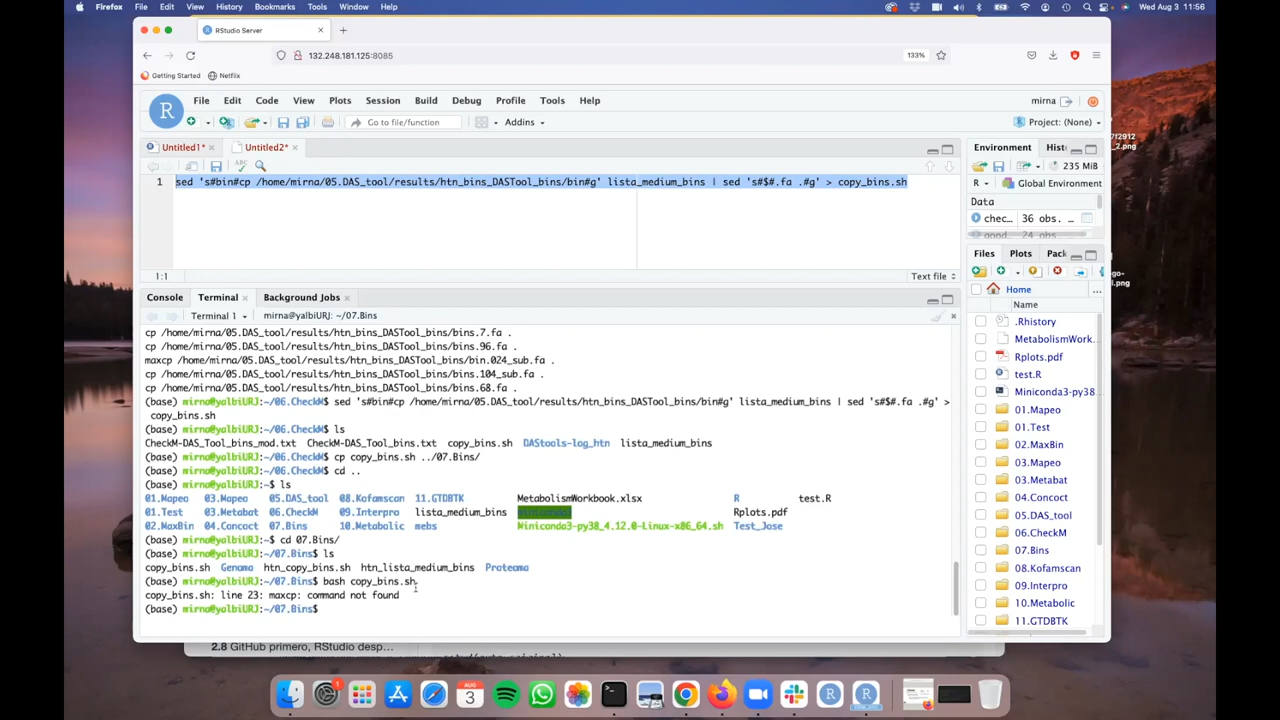 Firefox File Edit View History Bookmarks Tools Window Help Wed Aug 3 11:56
RStudio Server
132.248.181.125:8085 133%
Getting Started Netflix
File Edit Code View Plots Session Build Debug Profile Tools Help mirna
Go to file/function Addins Project: (None)
Untitled1* Untitled2* Environment Hist
235 MiB
1 sed 's#bin#cp /home/mirna/05.DAS_tool/results/htn_bins_DASTool_bins/bin#g' lista_medium_bins | sed 's#$#.fa .#g' > copy_bins.sh
R Global Environment
Data
chec... 36 obs. ...
24 obs.
1:1 Text file
Files Plots Pack
Console Terminal Background Jobs
Home
Terminal 1 mirna@yalbiURJ: ~/07.Bins
Name
.Rhistory
MetabolismWork...
Rplots.pdf
test.R
Miniconda3-py38...
01.Mapeo
01.Test
02.MaxBin
03.Mapeo
03.Metabat
04.Concoct
05.DAS_tool
06.CheckM
07.Bins
08.Kofamscan
09.Interpro
10.Metabolic
11.GTDBTK
cp /home/mirna/05.DAS_tool/results/htn_bins_DASTool_bins/bins.7.fa .
cp /home/mirna/05.DAS_tool/results/htn_bins_DASTool_bins/bins.96.fa .
maxcp /home/mirna/05.DAS_tool/results/htn_bins_DASTool_bins/bin.024_sub.fa .
cp /home/mirna/05.DAS_tool/results/htn_bins_DASTool_bins/bins.104_sub.fa .
cp /home/mirna/05.DAS_tool/results/htn_bins_DASTool_bins/bins.68.fa .
(base) mirna@yalbiURJ:~/06.CheckM$ sed 's#bin#cp /home/mirna/05.DAS_tool/results/htn_bins_DASTool_bins/bin#g' lista_medium_bins | sed 's#$#.fa .#g' >
copy_bins.sh
(base) mirna@yalbiURJ:~/06.CheckM$ ls
CheckM-DAS_Tool_bins_mod.txt CheckM-DAS_Tool_bins.txt copy_bins.sh DAStools-log_htn lista_medium_bins
(base) mirna@yalbiURJ:~/06.CheckM$ cp copy_bins.sh ../07.Bins/
(base) mirna@yalbiURJ:~/06.CheckM$ cd ..
(base) mirna@yalbiURJ:~$ ls
01.Mapeo 03.Mapeo 05.DAS_tool 08.Kofamscan 11.GTDBTK MetabolismWorkbook.xlsx R test.R
01.Test 03.Metabat 06.CheckM 09.Interpro lista_medium_bins Rplots.pdf
02.MaxBin 04.Concoct 07.Bins 10.Metabolic mebs Miniconda3-py38_4.12.0-Linux-x86_64.sh Test_Jose
(base) mirna@yalbiURJ:~$ cd 07.Bins/
(base) mirna@yalbiURJ:~/07.Bins$ ls
copy_bins.sh Genoma htn_copy_bins.sh htn_lista_medium_bins Proteoma
(base) mirna@yalbiURJ:~/07.Bins$ bash copy_bins.sh
copy_bins.sh: line 23: maxcp: command not found
(base) mirna@yalbiURJ:~/07.Bins$
2.8 GitHub primero, RStudio desp...